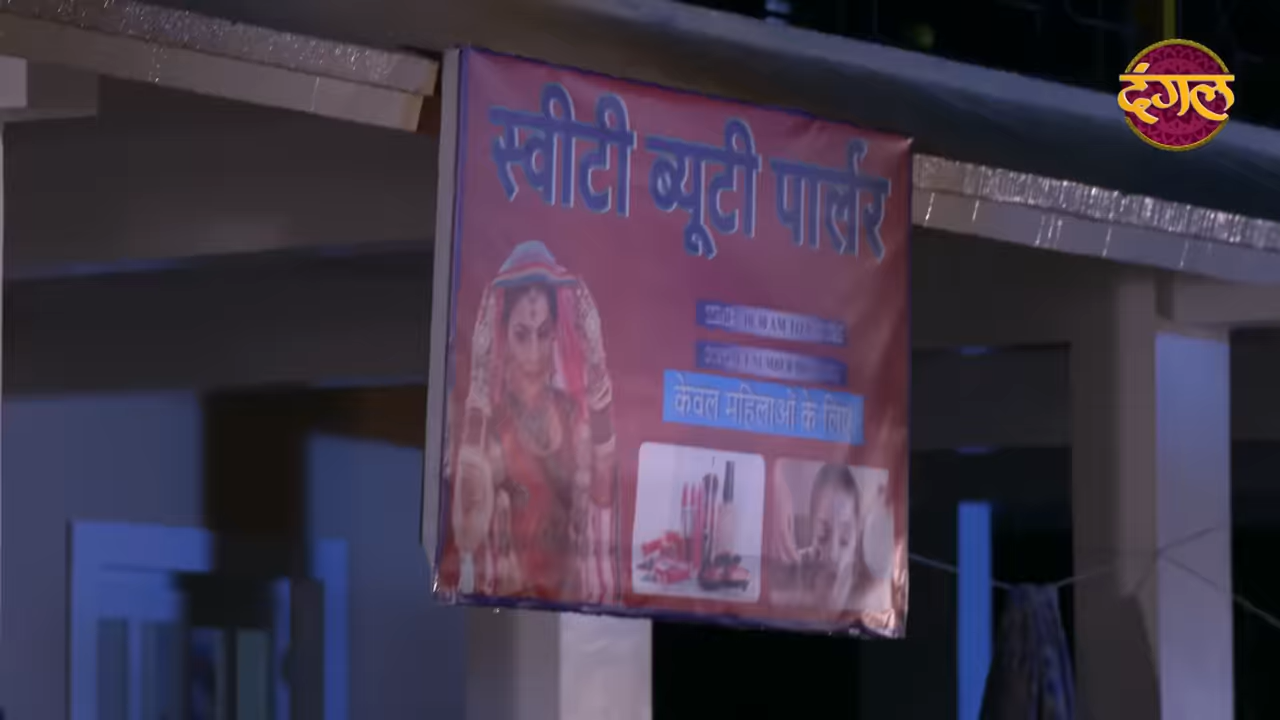 दंगल
स्वीटी ब्यूटी पार्लर
केवल महिलाओं के लिए